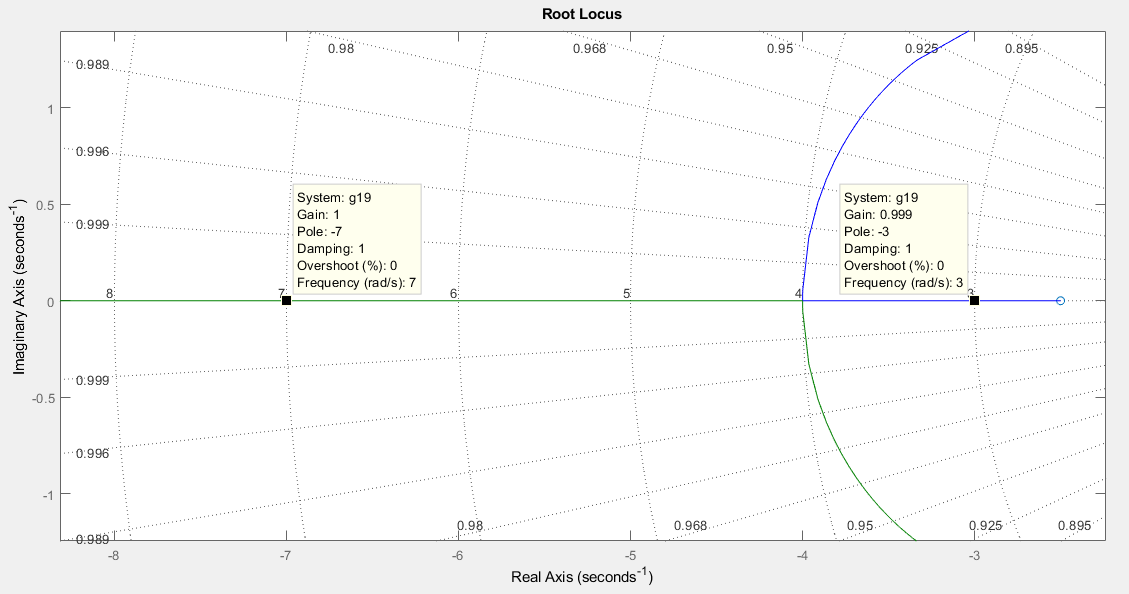 Root Locus
0.98
0.968
0.95
0.925
0.895
0.989
1
0.996
System: g19
Gain: 1
Pole: -7
Damping: 1
Overshoot (%): 0
Frequency (rad/s): 7
System: g19
Gain: 0.999
Pole: -3
Damping: 1
Overshoot (%): 0
Frequency (rad/s): 3
0.5
0.999
8
7
6
5
4
3
0
Imaginary Axis (seconds⁻¹)
0.999
-0.5
0.996
-1
0.989
0.98
0.968
0.95
0.925
0.895
-8
-7
-6
-5
-4
-3
Real Axis (seconds⁻¹)